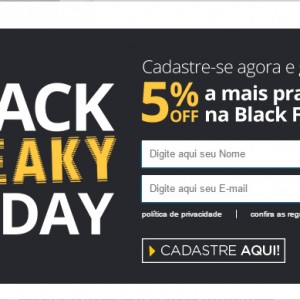 ACK
EAKY
DAY
Cadastre-se agora e
5% OFF
a mais pra
na Black F
Digite aqui seu Nome
Digite aqui seu E-mail
política de privacidade | confira as reg
CADASTRE AQUI!